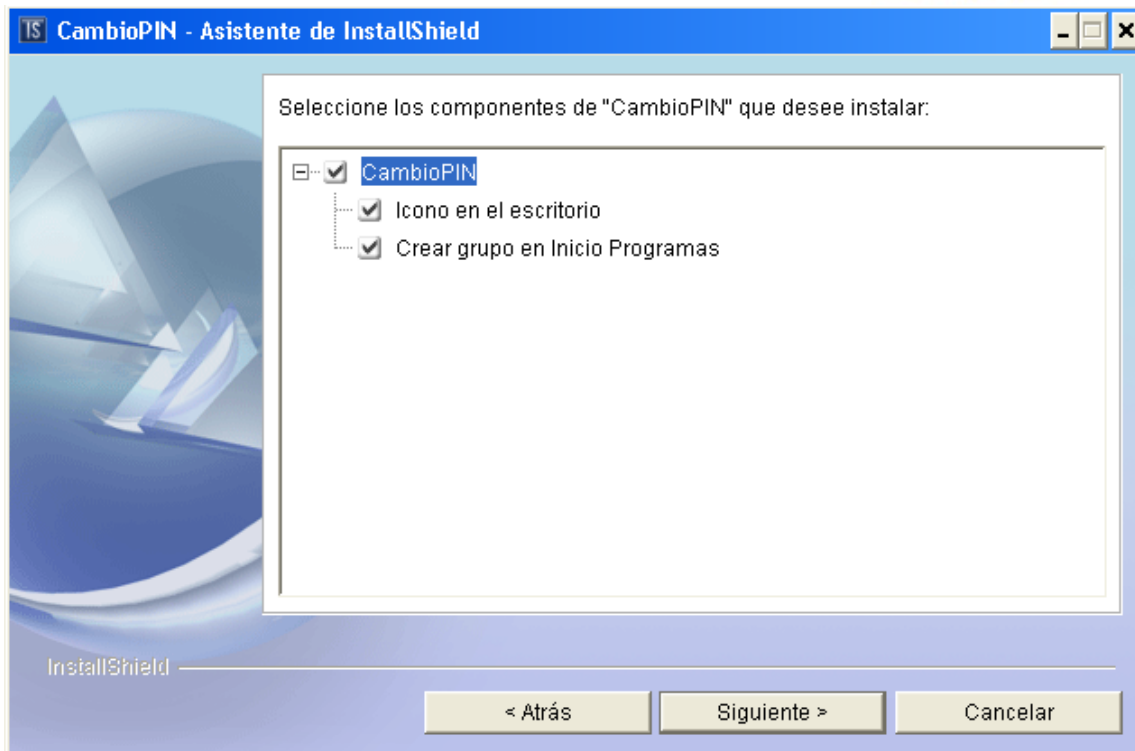 TS CambioPIN - Asistente de InstallShield
Seleccione los componentes de "CambioPIN" que desee instalar:
CambioPIN
Icono en el escritorio
Crear grupo en Inicio Programas
InstallShield
< Atrás
Siguiente >
Cancelar